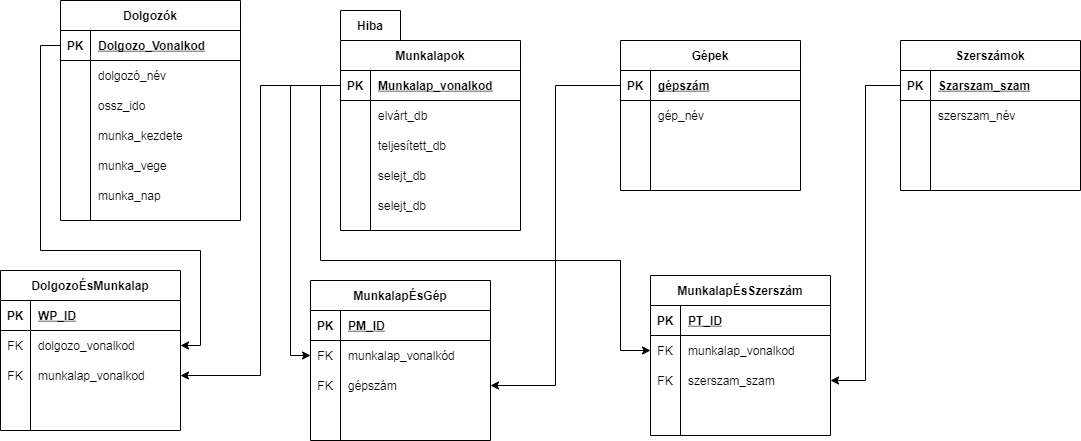 Dolgozók
PK Dolgozo_Vonalkod
dolgozó_név
ossz_ido
munka_kezdete
munka_vege
munka_nap
Hiba
Munkalapok
PK Munkalap_vonalkod
elvárt_db
teljesített_db
selejt_db
selejt_db
Gépek
PK gépszám
gép_név
Szerszámok
PK Szarszam_szam
szerszam_név
DolgozoÉsMunkalap
PK WP_ID
FK dolgozo_vonalkod
FK munkalap_vonalkod
MunkalapÉsGép
PK PM_ID
FK munkalap_vonalkód
FK gépszám
MunkalapÉsSzerszám
PK PT_ID
FK munkalap_vonalkod
FK szerszam_szam